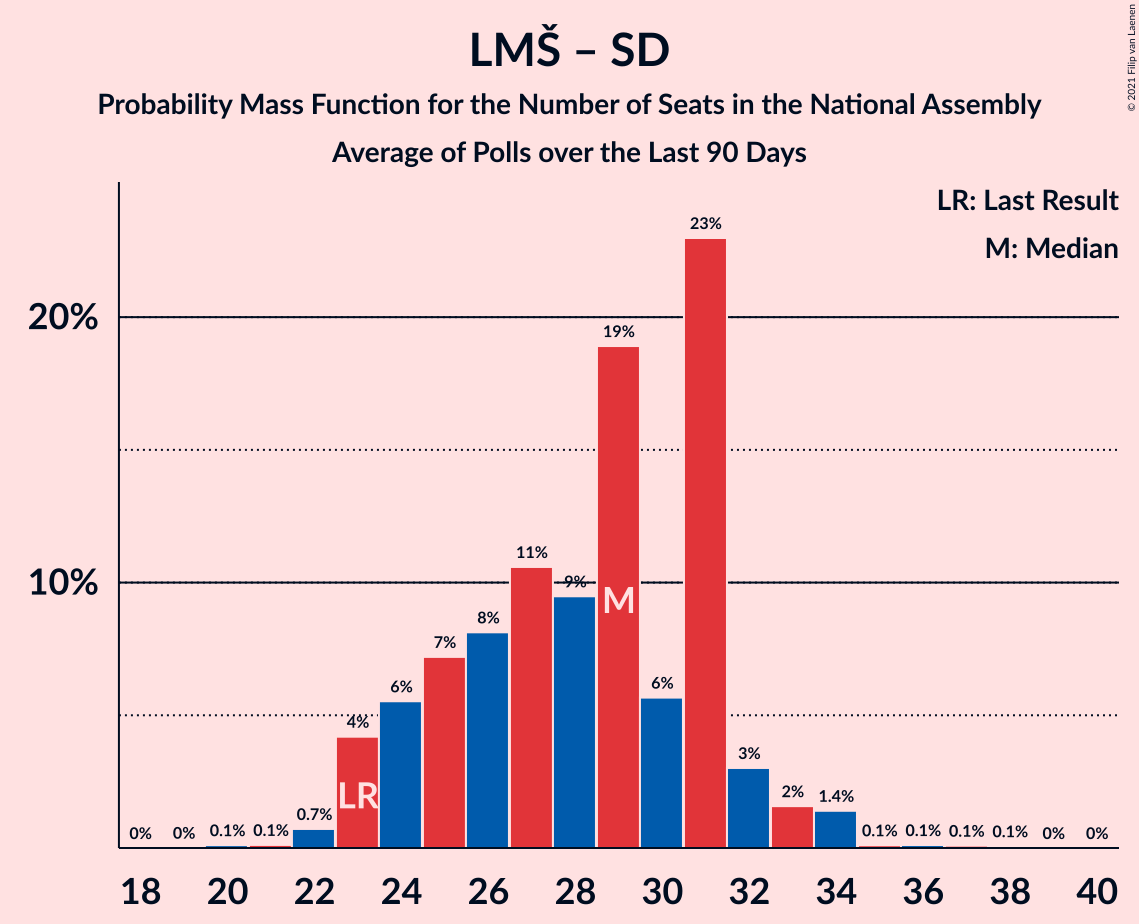 LMŠ – SD
Probability Mass Function for the Number of Seats in the National Assembly
Average of Polls over the Last 90 Days
© 2021 Filip van Laenen
LR: Last Result
M: Median
20%
10%
0%
0%
0.1%
0.1%
0.7%
4%
6%
7%
8%
11%
9%
19%
6%
23%
3%
2%
1.4%
0.1%
0.1%
0.1%
0.1%
0%
0%
LR
M
18 20 22 24 26 28 30 32 34 36 38 40